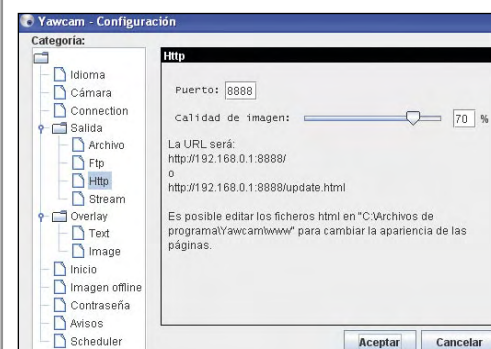 Yawcam - Configuración
Categoría:
Idioma
Cámara
Connection
Salida
Archivo
Ftp
Http
Stream
Overlay
Text
Image
Inicio
Imagen offline
Contraseña
Avisos
Scheduler
Http
Puerto: 8888
Calidad de imagen: 70 %
La URL será:
http://192.168.0.1:8888/
o
http://192.168.0.1:8888/update.html
Es posible editar los ficheros html en "C:\Archivos de
programa\Yawcam\www" para cambiar la apariencia de las
páginas.
Aceptar Cancelar